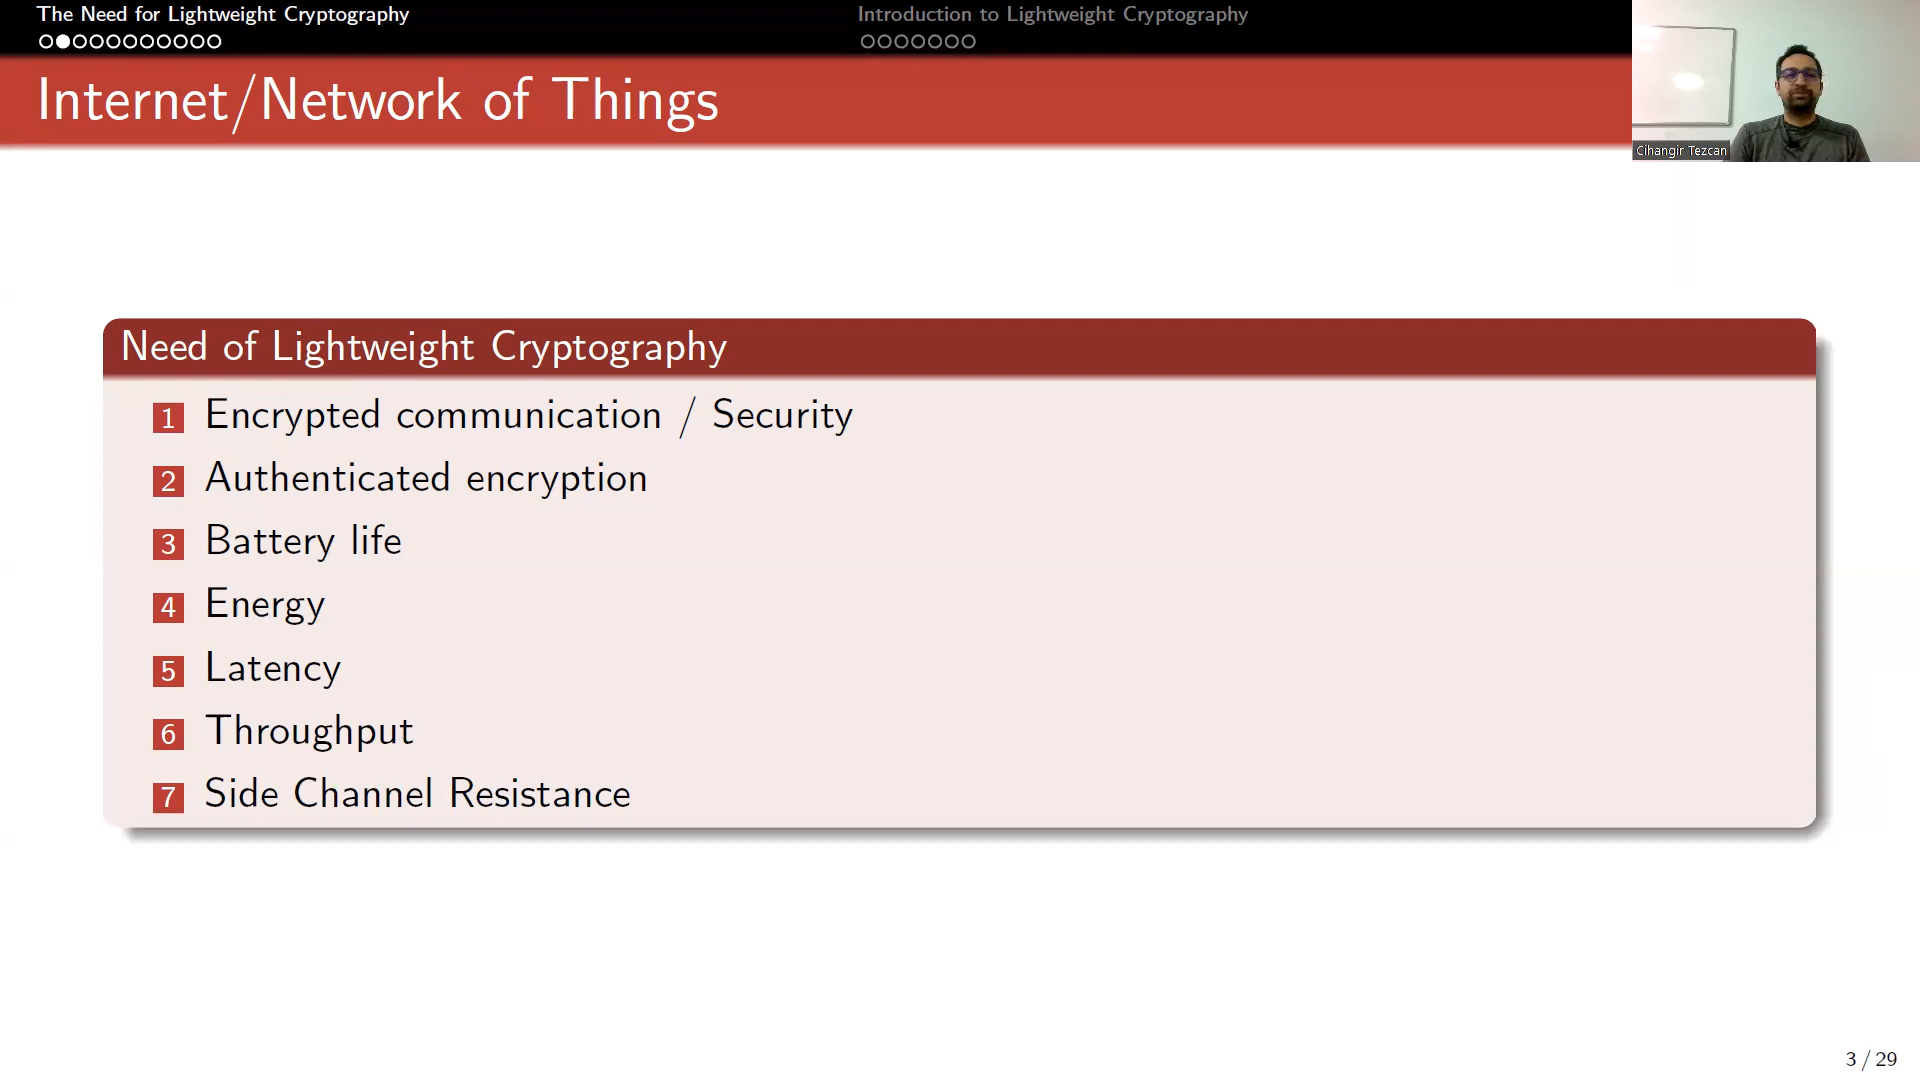 The Need for Lightweight Cryptography
Introduction to Lightweight Cryptography
Internet/Network of Things
Cihangir Tezcan
Need of Lightweight Cryptography
1 Encrypted communication / Security
2 Authenticated encryption
3 Battery life
4 Energy
5 Latency
6 Throughput
7 Side Channel Resistance
3 / 29